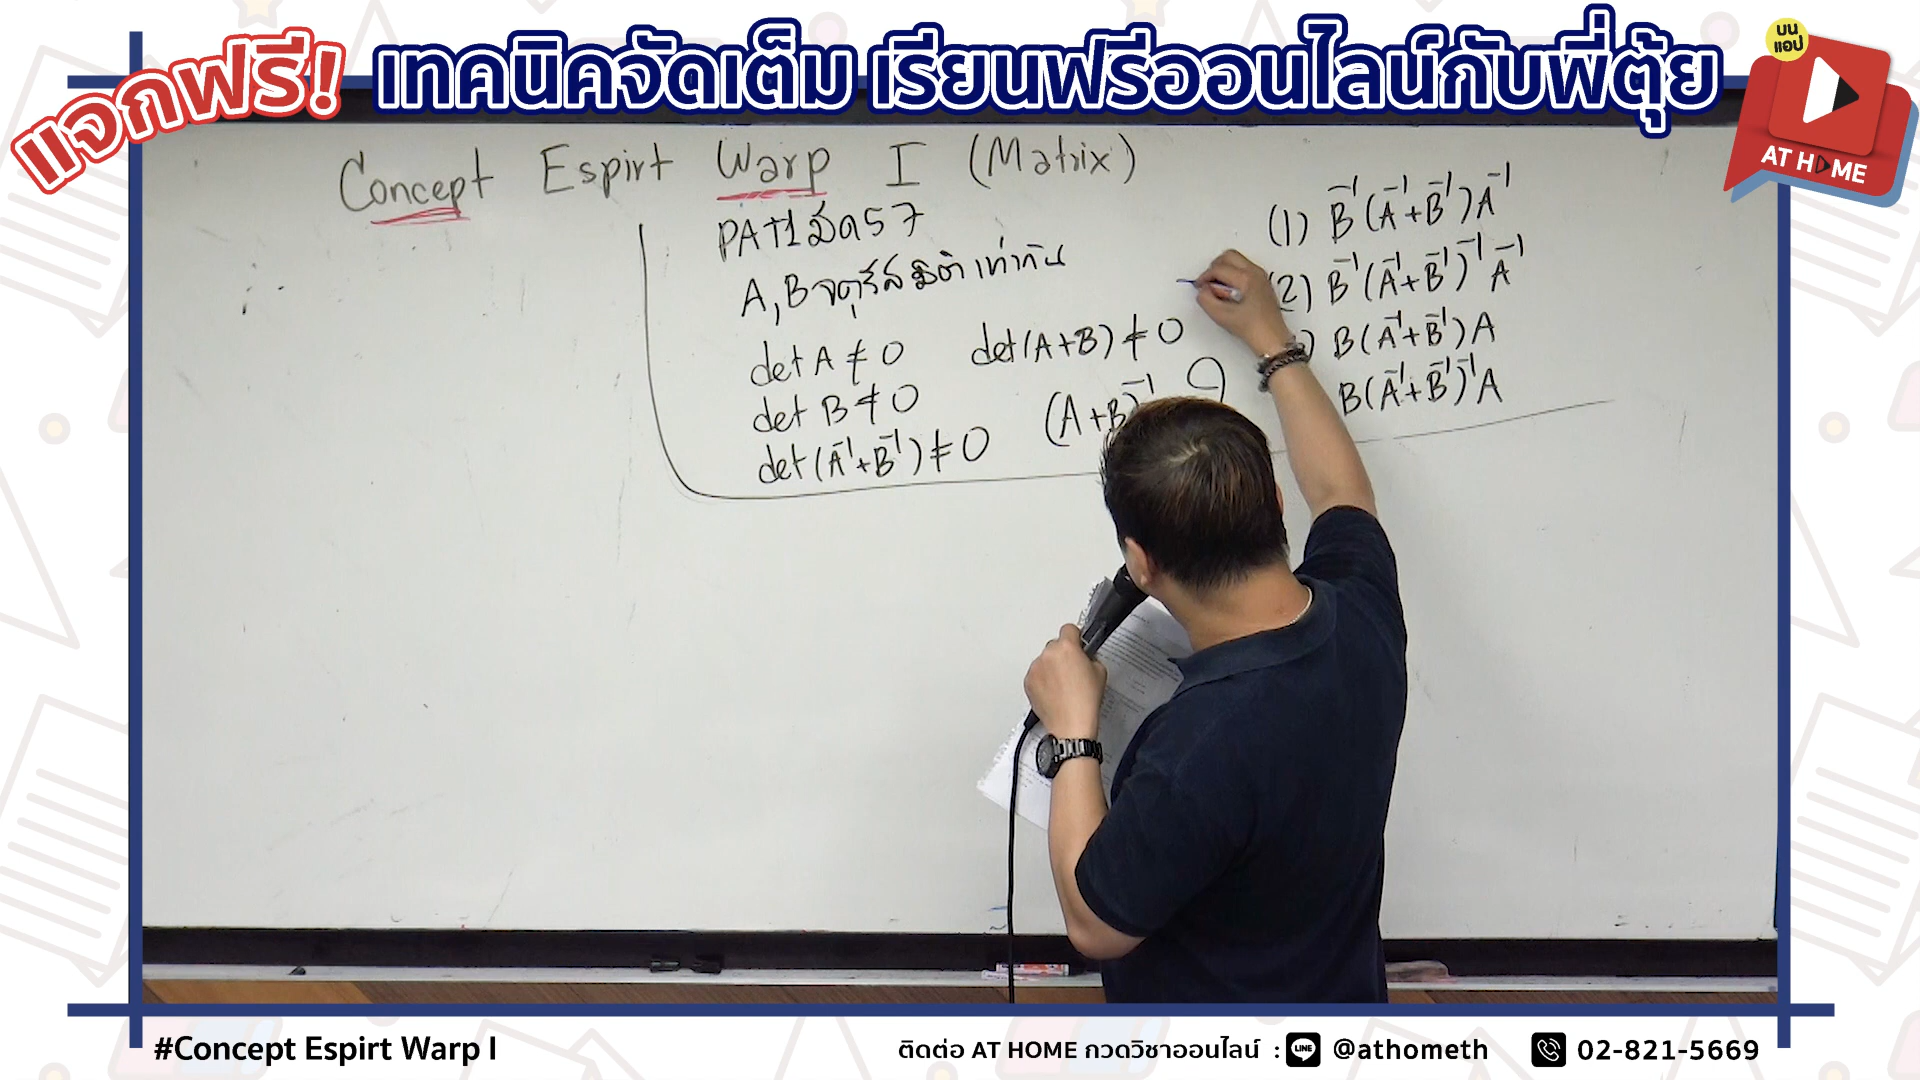 แจกฟรี! เทคนิคจัดเต็ม เรียนฟรีออนไลน์กับพี่ตุ้ย
บน
แอป
AT HOME
Concept Espirt Warp I (Matrix)
PAT1 มีค 57
A, B จตุรัส มิติเท่ากัน
det A ≠ 0 det(A+B) ≠ 0
det B ≠ 0 (A+B)⁻¹
det(A⁻¹+B⁻¹) ≠ 0
(1) B⁻¹(A⁻¹+B⁻¹)A⁻¹
(2) B⁻¹(A⁻¹+B⁻¹)⁻¹A⁻¹
) B(A⁻¹+B⁻¹)A
B(A⁻¹+B⁻¹)⁻¹A
#Concept Espirt Warp I
ติดต่อ AT HOME กวดวิชาออนไลน์ : LINE @athometh 02-821-5669